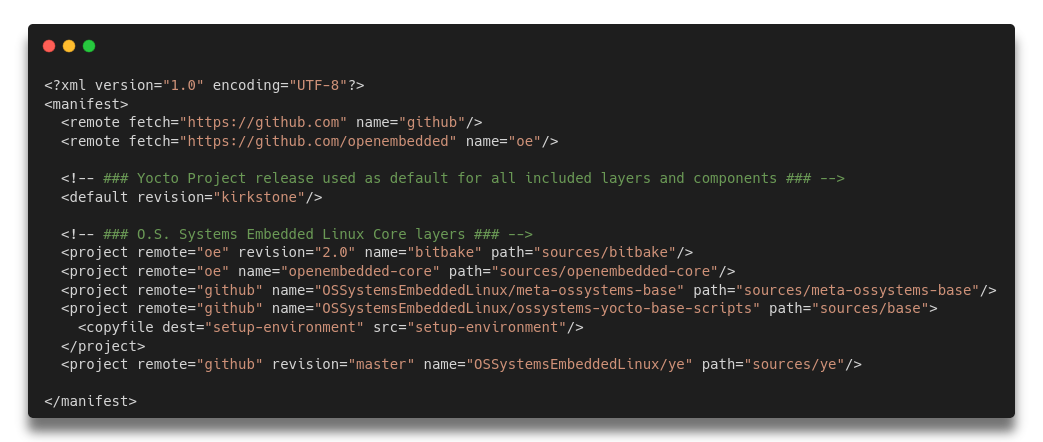 <?xml version="1.0" encoding="UTF-8"?>
<manifest>
  <remote fetch="https://github.com" name="github"/>
  <remote fetch="https://github.com/openembedded" name="oe"/>

  <!-- ### Yocto Project release used as default for all included layers and components ### -->
  <default revision="kirkstone"/>

  <!-- ### O.S. Systems Embedded Linux Core layers ### -->
  <project remote="oe" revision="2.0" name="bitbake" path="sources/bitbake"/>
  <project remote="oe" name="openembedded-core" path="sources/openembedded-core"/>
  <project remote="github" name="OSSystemsEmbeddedLinux/meta-ossystems-base" path="sources/meta-ossystems-base"/>
  <project remote="github" name="OSSystemsEmbeddedLinux/ossystems-yocto-base-scripts" path="sources/base">
    <copyfile dest="setup-environment" src="setup-environment"/>
  </project>
  <project remote="github" revision="master" name="OSSystemsEmbeddedLinux/ye" path="sources/ye"/>

</manifest>